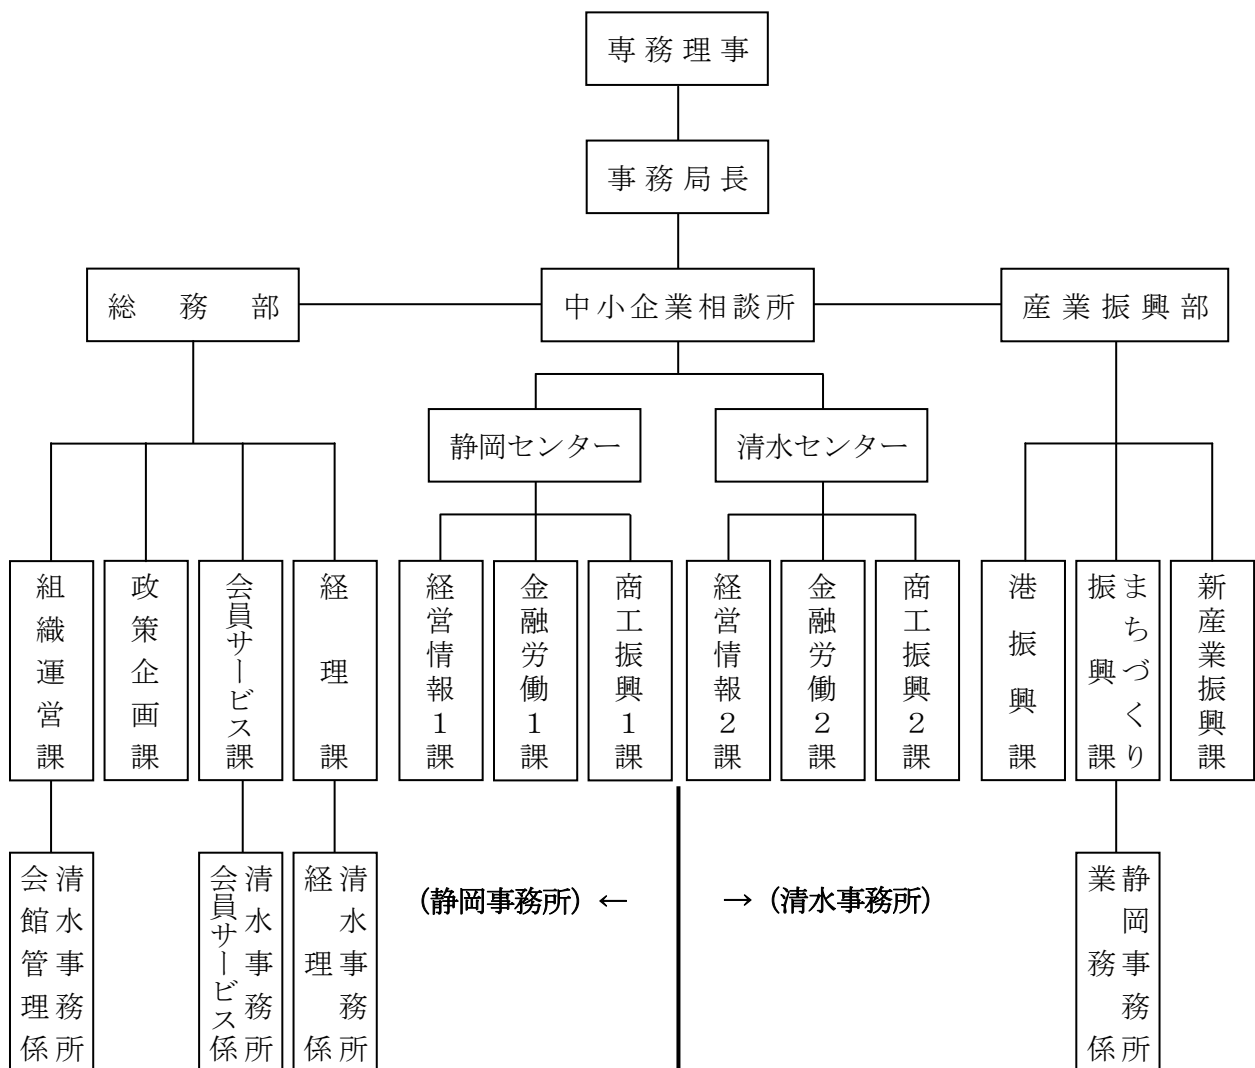 専務理事
事務局長
総務部
中小企業相談所
産業振興部
静岡センター
清水センター
組織運営課
政策企画課
会員サービス課
経理課
経営情報1課
金融労働1課
商工振興1課
経営情報2課
金融労働2課
商工振興2課
港振興課
まちづくり
振興課
新産業振興課
清水事務所
会館管理係
清水事務所
会員サービス係
清水事務所
経理係
(静岡事務所) ←
→ (清水事務所)
静岡事務所
業務係